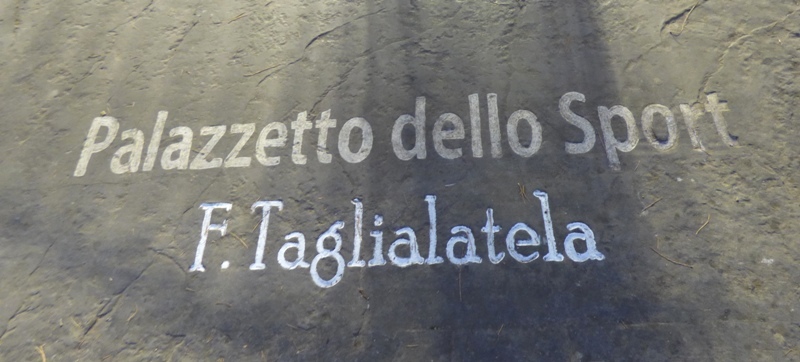 Palazzetto dello Sport
F. Taglialatela